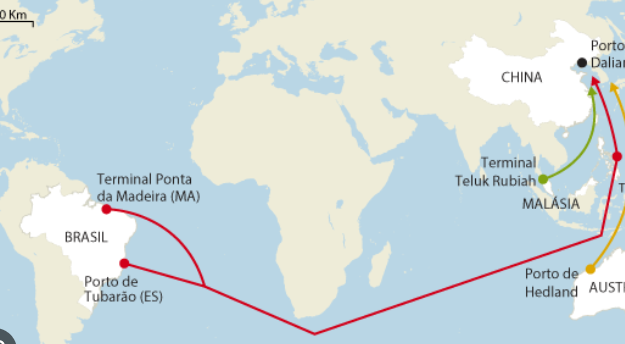 0 Km
Porto
Dalian
CHINA
Terminal
Teluk Rubiah
MALÁSIA
T
Terminal Ponta
da Madeira (MA)
BRASIL
Porto de
Tubarão (ES)
Porto de
Hedland
AUST